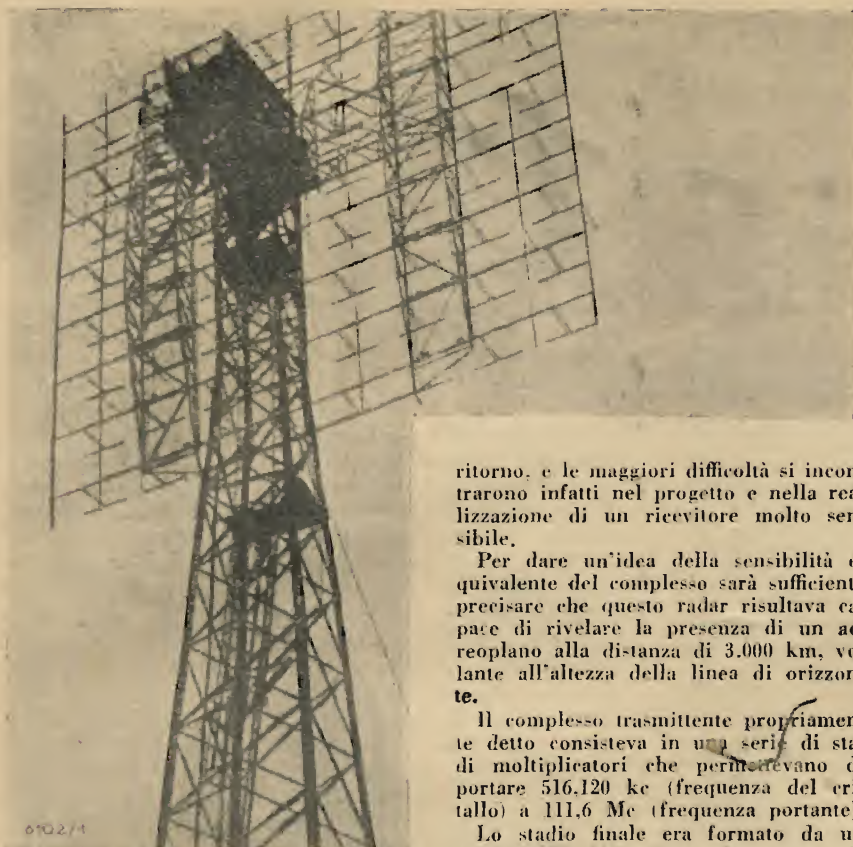 0102/1
ritorno, e le maggiori difficoltà si incon
trarono infatti nel progetto e nella rea
lizzazione di un ricevitore molto sen
sibile.
Per dare un'idea della sensibilità e
quivalente del complesso sarà sufficient
precisare che questo radar risultava ca
pace di rivelare la presenza di un ae
reoplano alla distanza di 3.000 km, vo
lante all'altezza della linea di orizzon
te.
Il complesso trasmittente propriamen
te detto consisteva in una serie di sta
di moltiplicatori che permettevano d
portare 516,120 kc (frequenza del cri
tallo) a 111,6 Mc (frequenza portante
Lo stadio finale era formato da u